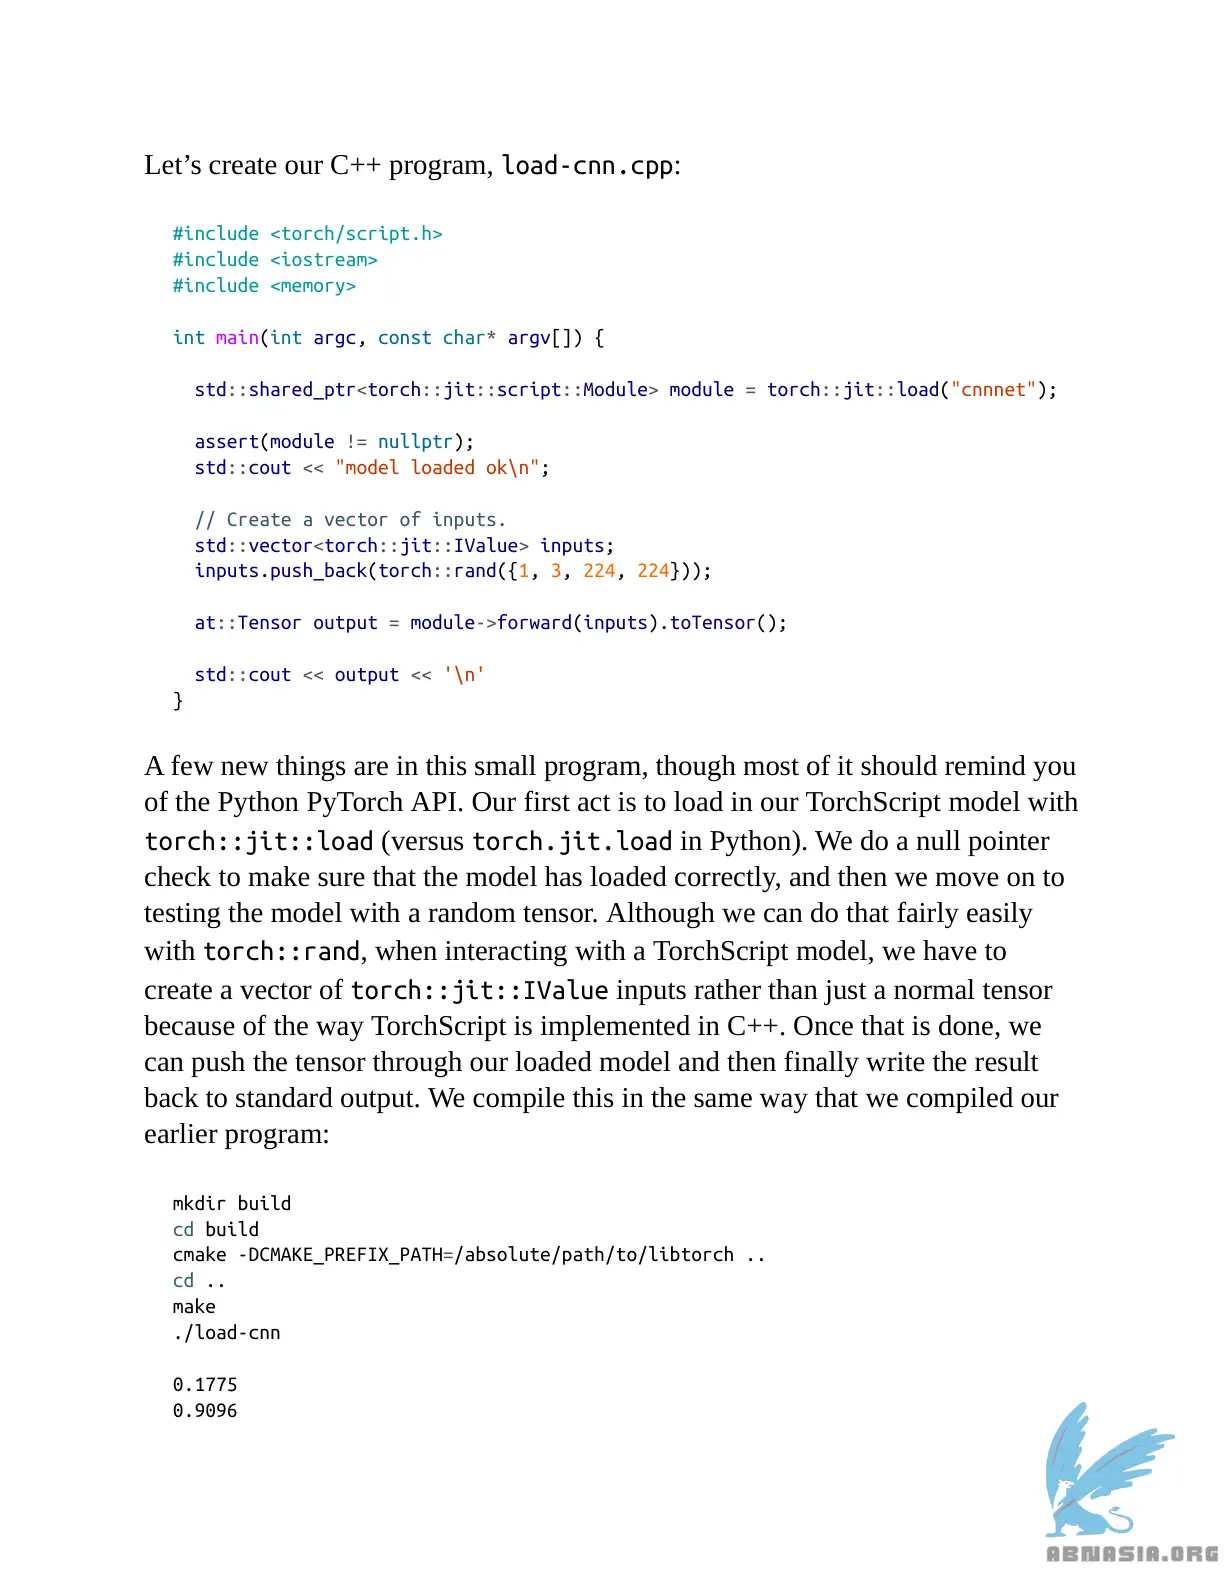 Let’s create our C++ program, load-cnn.cpp:
#include <torch/script.h>
#include <iostream>
#include <memory>
int main(int argc, const char* argv[]) {
  std::shared_ptr<torch::jit::script::Module> module = torch::jit::load("cnnnet");
  assert(module != nullptr);
  std::cout << "model loaded ok\n";
  // Create a vector of inputs.
  std::vector<torch::jit::IValue> inputs;
  inputs.push_back(torch::rand({1, 3, 224, 224}));
  at::Tensor output = module->forward(inputs).toTensor();
  std::cout << output << '\n'
}
A few new things are in this small program, though most of it should remind you
of the Python PyTorch API. Our first act is to load in our TorchScript model with
torch::jit::load (versus torch.jit.load in Python). We do a null pointer
check to make sure that the model has loaded correctly, and then we move on to
testing the model with a random tensor. Although we can do that fairly easily
with torch::rand, when interacting with a TorchScript model, we have to
create a vector of torch::jit::IValue inputs rather than just a normal tensor
because of the way TorchScript is implemented in C++. Once that is done, we
can push the tensor through our loaded model and then finally write the result
back to standard output. We compile this in the same way that we compiled our
earlier program:
mkdir build
cd build
cmake -DCMAKE_PREFIX_PATH=/absolute/path/to/libtorch ..
cd ..
make
./load-cnn
0.1775
0.9096
ABNASIA.ORG